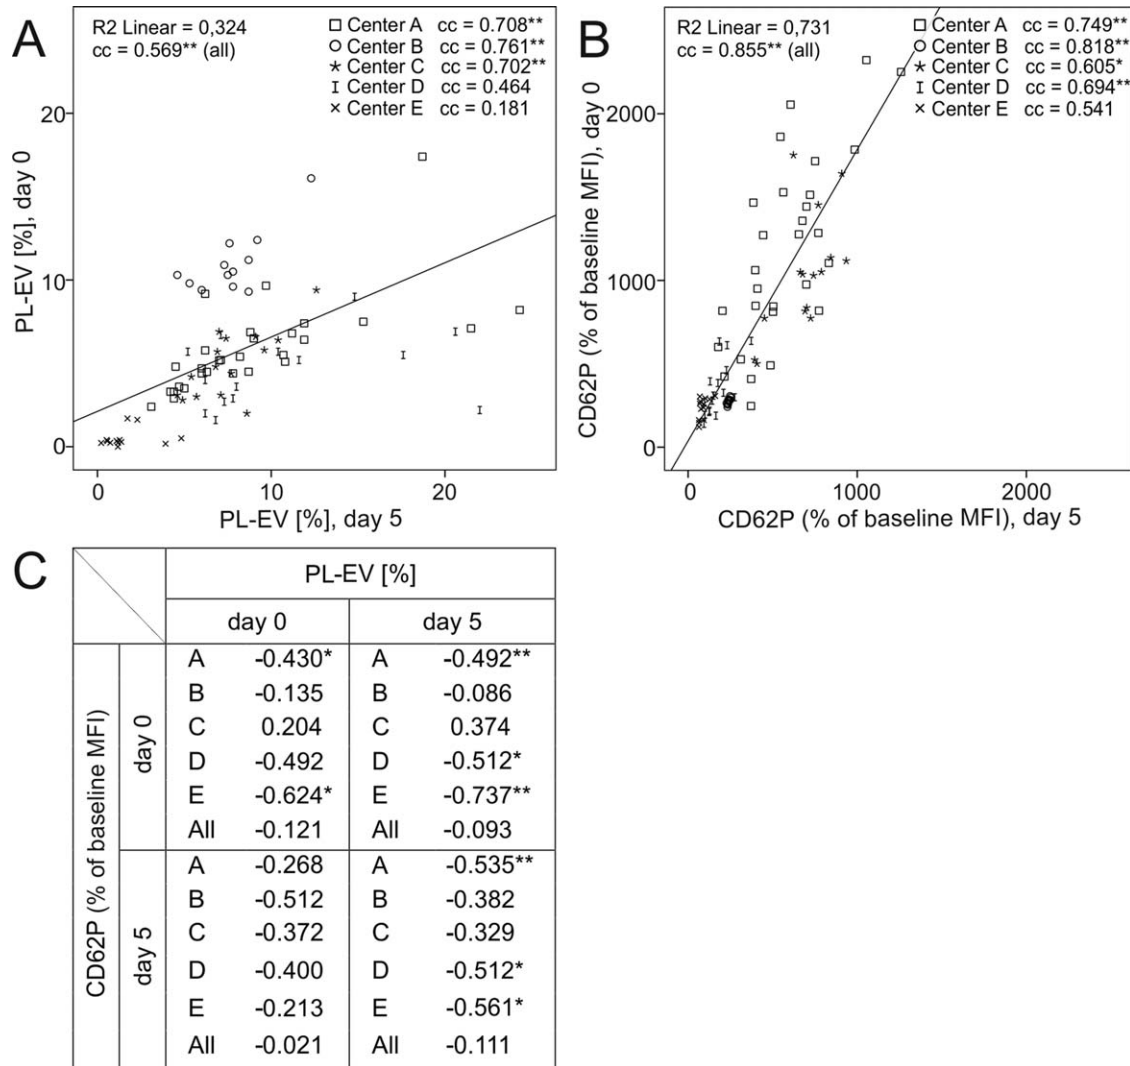 A
R2 Linear = 0,324
cc = 0.569** (all)
Center A cc = 0.708**
Center B cc = 0.761**
Center C cc = 0.702**
Center D cc = 0.464
Center E cc = 0.181
PL-EV [%], day 0
20
10
0
0
10
20
PL-EV [%], day 5
B
R2 Linear = 0,731
cc = 0.855** (all)
Center A cc = 0.749**
Center B cc = 0.818**
Center C cc = 0.605*
Center D cc = 0.694**
Center E cc = 0.541
CD62P (% of baseline MFI), day 0
2000
1000
0
0
1000
2000
CD62P (% of baseline MFI), day 5
C
PL-EV [%]
day 0 day 5
CD62P (% of baseline MFI)
day 0
A -0.430* A -0.492**
B -0.135 B -0.086
C 0.204 C 0.374
D -0.492 D -0.512*
E -0.624* E -0.737**
All -0.121 All -0.093
day 5
A -0.268 A -0.535**
B -0.512 B -0.382
C -0.372 C -0.329
D -0.400 D -0.512*
E -0.213 E -0.561*
All -0.021 All -0.111